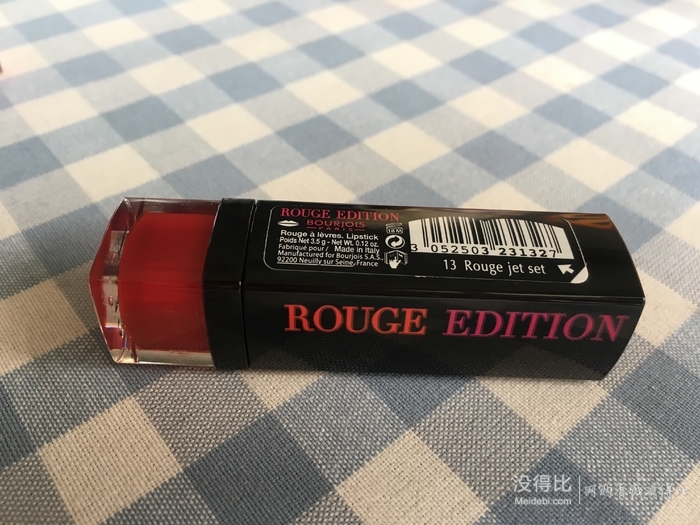 ROUGE EDITION
BOURJOIS
PARIS
Rouge à lèvres. Lipstick
Poids Net 3.5 g - Net Wt. 0.12 oz.
Fabriqué pour / Made in Italy
Manufactured for Bourjois S.A.S.,
92200 Neuilly sur Seine, France
18M
3 052503 231327
13 Rouge jet set
ROUGE EDITION
没得比
Meidebi.com